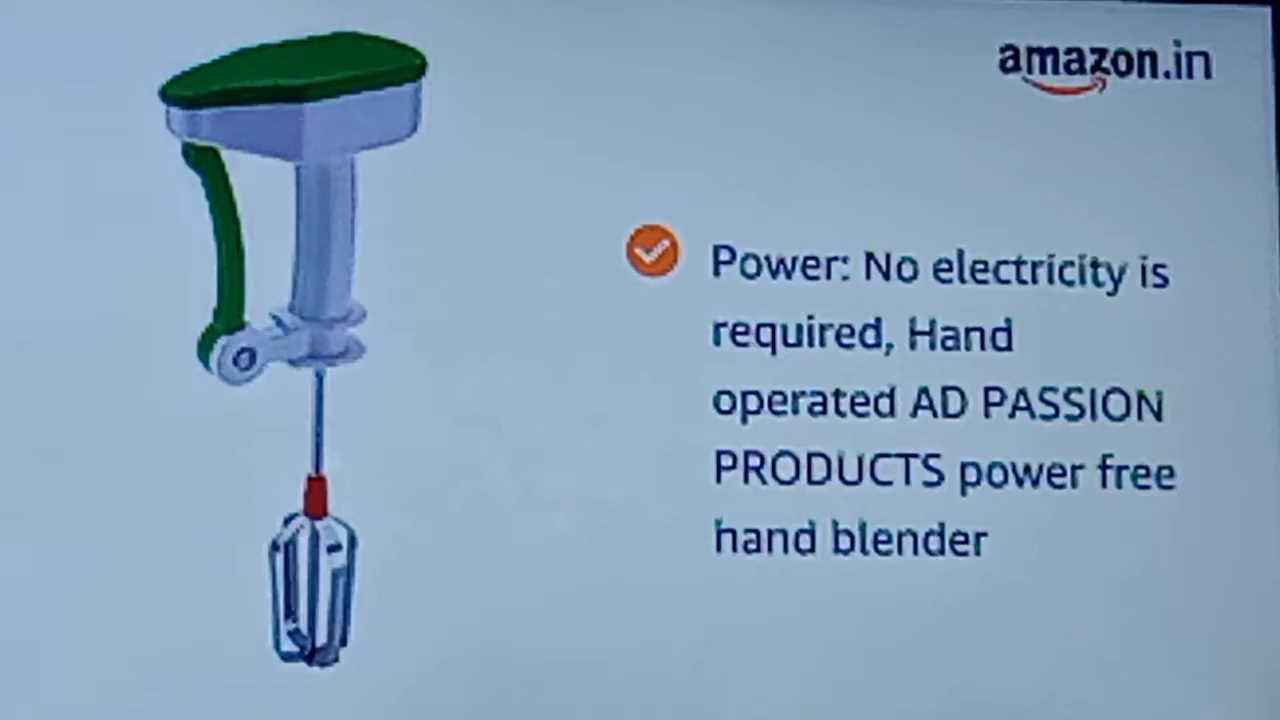 amazon.in
Power: No electricity is
required, Hand
operated AD PASSION
PRODUCTS power free
hand blender